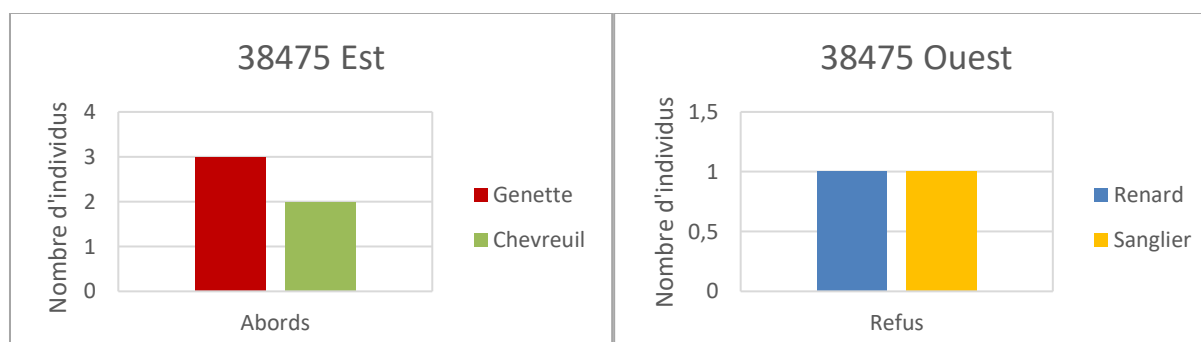 38475 Est
Nombre d'individus
4
3
2
1
0
Abords
Genette
Chevreuil
38475 Ouest
Nombre d'individus
1,5
1
0,5
0
Refus
Renard
Sanglier